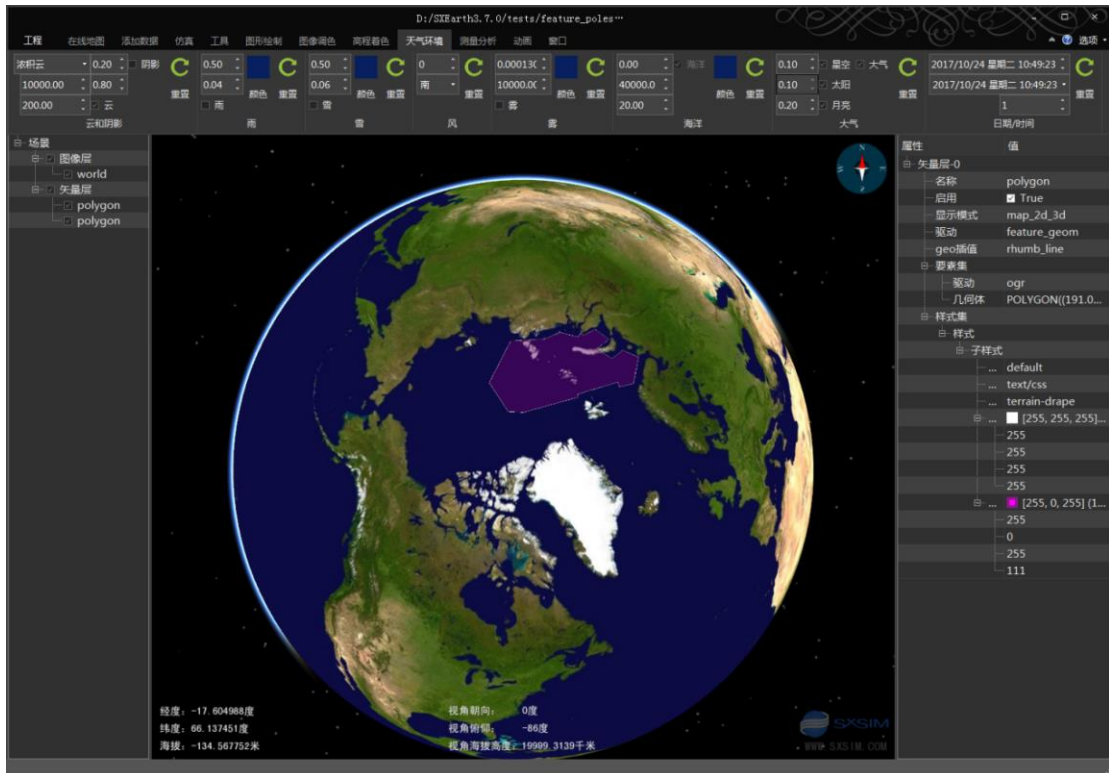 D:/SXEarth3.7.0/tests/feature_poles…
工程 在线地图 添加数据 仿真 工具 图形绘制 图像调色 高程着色 天气环境 测量分析 动画 窗口 选项
浓积云 0.20 阴影 0.50 0.50 0 0.00013 0.00 海洋 0.10 星空 大气 2017/10/24 星期二 10:49:23
10000.00 0.80 重置 0.04 颜色 重置 0.06 颜色 重置 南 10000.0 颜色 重置 40000.0 颜色 重置 0.10 太阳 重置 2017/10/24 星期二 10:49:23 重置
200.00 云 雨 雪 雾 20.00 0.20 月亮 1
云和阴影 雨 雪 风 雾 海洋 大气 日期/时间
场景
图像层
world
矢量层
polygon
polygon
N
属性 值
矢量层-0
名称 polygon
启用 True
显示模式 map_2d_3d
驱动 feature_geom
geo插值 rhumb_line
要素集
驱动 ogr
几何体 POLYGON((191.0...
样式集
样式
子样式
... default
... text/css
... terrain-drape
... [255, 255, 255]...
255
255
255
255
... [255, 0, 255] (1...
255
0
255
111
经度: -17.604988度 视角朝向: 0度
纬度: 66.137451度 视角俯仰: -86度
海拔: -134.567752米 视角海拔高度: 19999.3139千米
SXSIM
WWW.SXSIM.COM